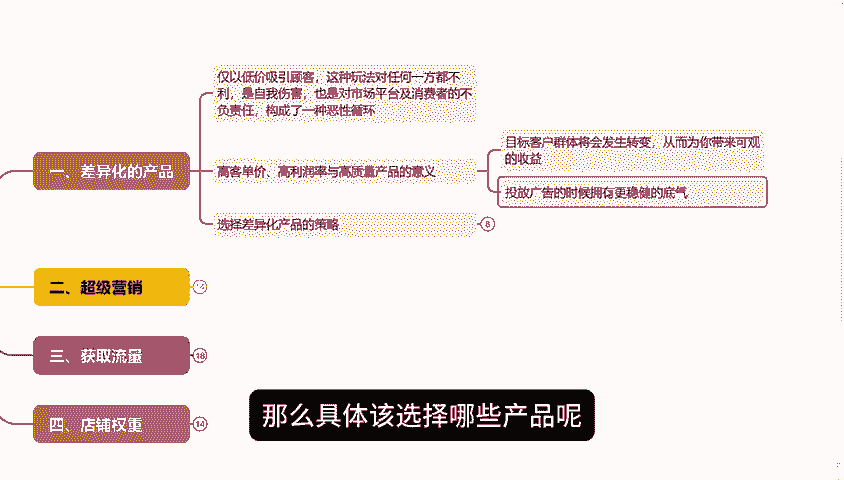 仅以低价吸引顾客，这种玩法对任何一方都不
利，是自我伤害，也是对市场平台及消费者的不
负责任，构成了一种恶性循环
目标客户群体将会发生转变，从而为你带来可观
的收益
一、差异化的产品
高客单价、高利润率与高质量产品的意义
投放广告的时候拥有更稳健的底气
选择差异化产品的策略
8
二、超级营销
三、获取流量
18
四、店铺权重
14
那么具体该选择哪些产品呢